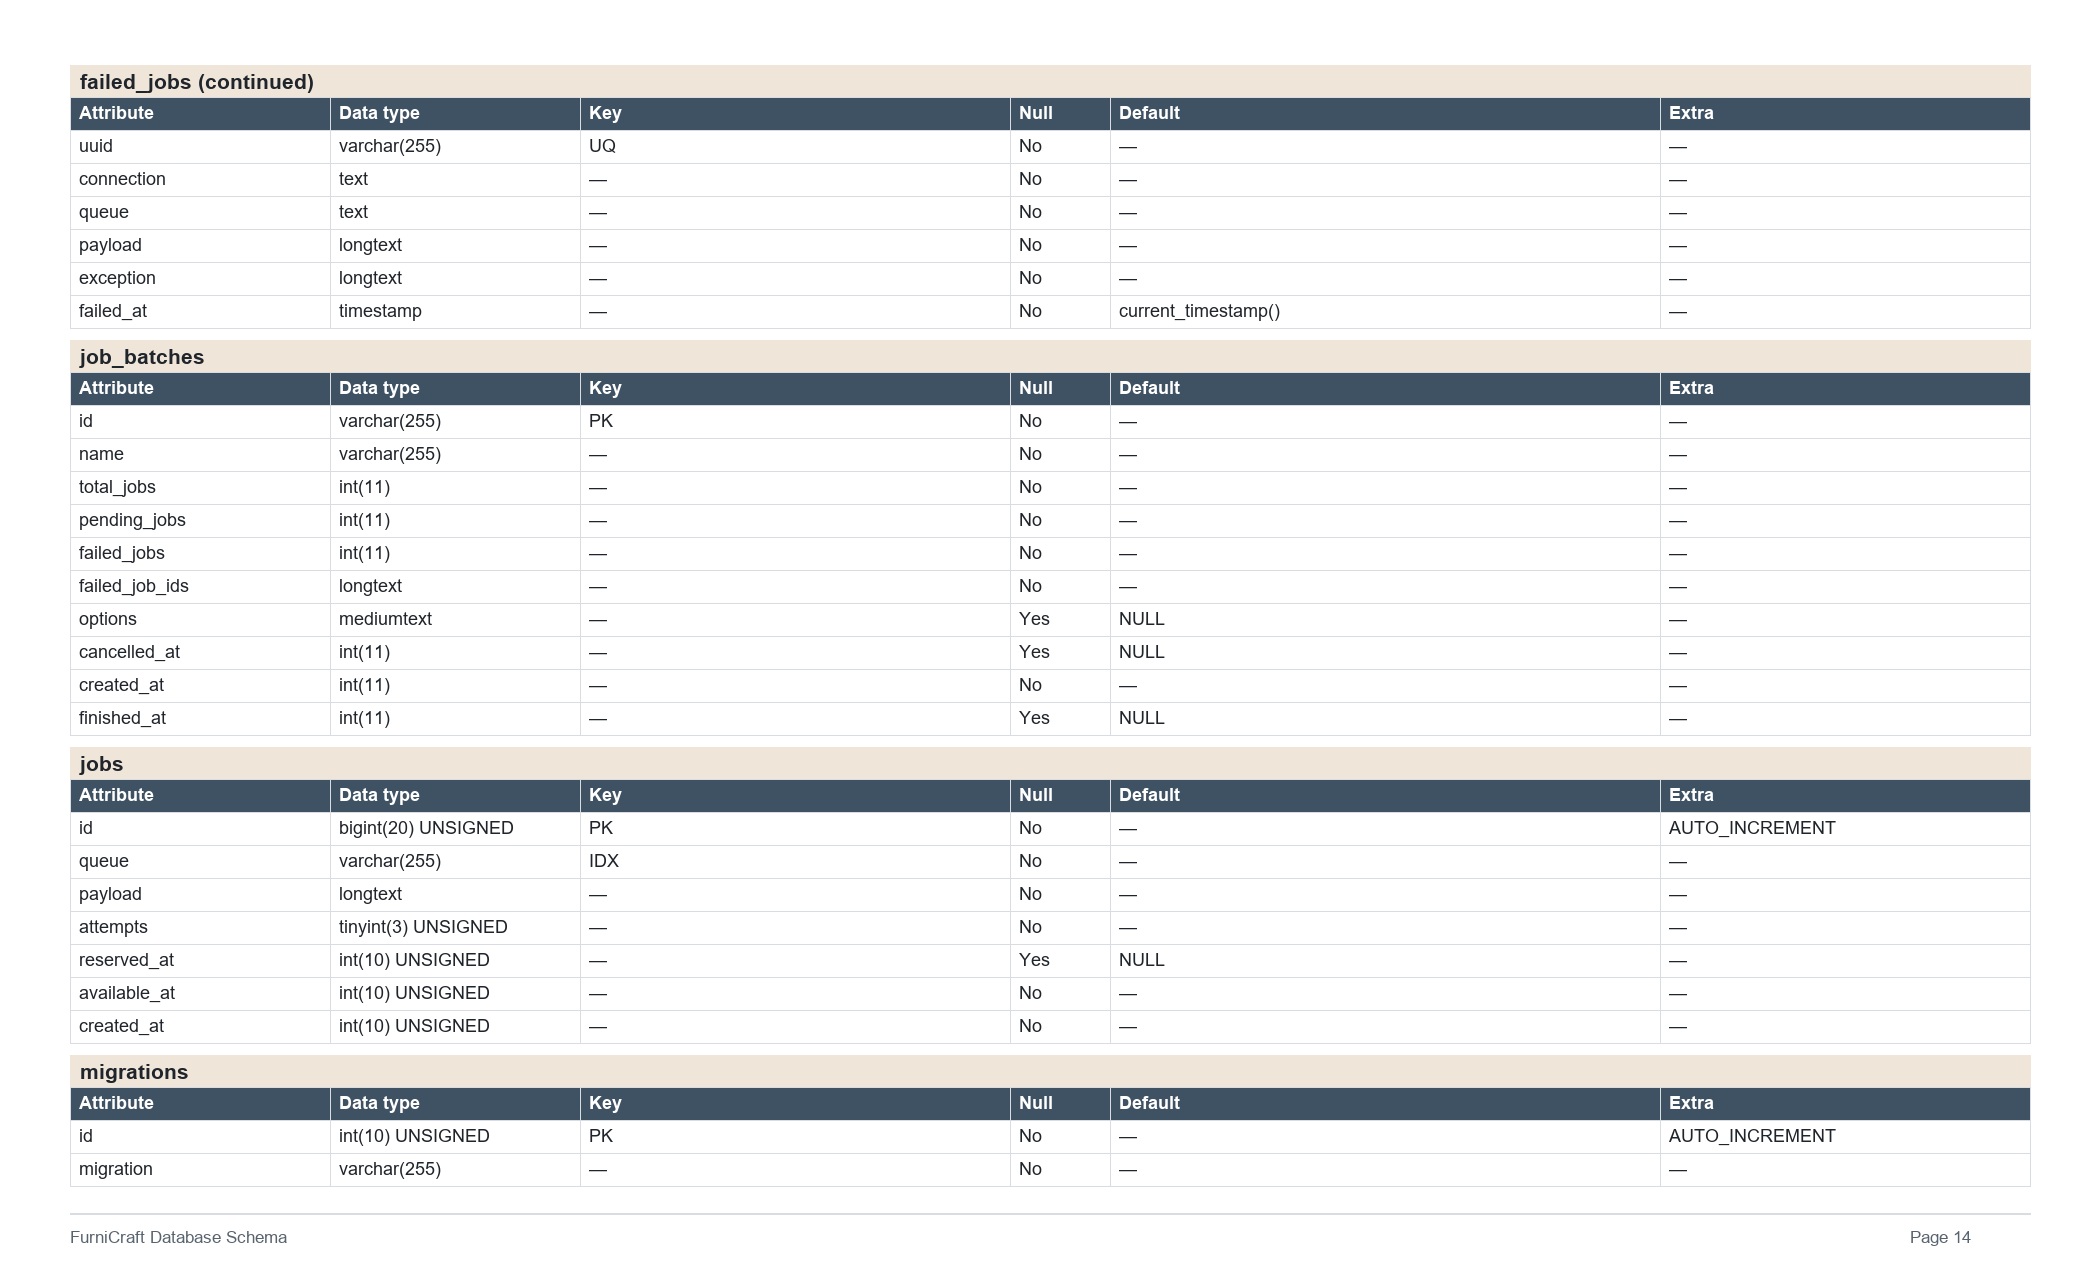 failed_jobs (continued)
Attribute Data type Key Null Default Extra
uuid varchar(255) UQ No — —
connection text — No — —
queue text — No — —
payload longtext — No — —
exception longtext — No — —
failed_at timestamp — No current_timestamp() —
job_batches
Attribute Data type Key Null Default Extra
id varchar(255) PK No — —
name varchar(255) — No — —
total_jobs int(11) — No — —
pending_jobs int(11) — No — —
failed_jobs int(11) — No — —
failed_job_ids longtext — No — —
options mediumtext — Yes NULL —
cancelled_at int(11) — Yes NULL —
created_at int(11) — No — —
finished_at int(11) — Yes NULL —
jobs
Attribute Data type Key Null Default Extra
id bigint(20) UNSIGNED PK No — AUTO_INCREMENT
queue varchar(255) IDX No — —
payload longtext — No — —
attempts tinyint(3) UNSIGNED — No — —
reserved_at int(10) UNSIGNED — Yes NULL —
available_at int(10) UNSIGNED — No — —
created_at int(10) UNSIGNED — No — —
migrations
Attribute Data type Key Null Default Extra
id int(10) UNSIGNED PK No — AUTO_INCREMENT
migration varchar(255) — No — —
FurniCraft Database Schema Page 14